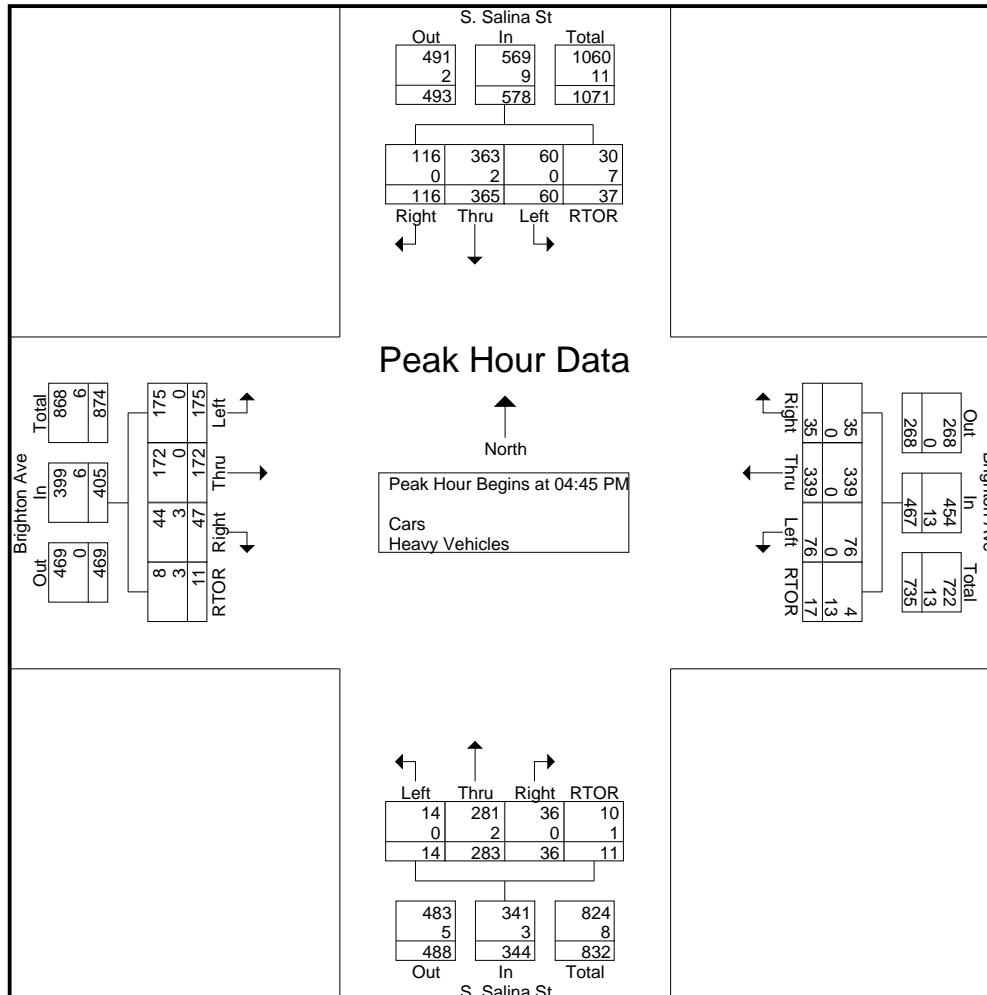 S. Salina St
Out In Total
491 569 1060
2 9 11
493 578 1071
116 363 60 30
0 2 0 7
116 365 60 37
Right Thru Left RTOR
Peak Hour Data
North
Peak Hour Begins at 04:45 PM
Cars
Heavy Vehicles
Brighton Ave
Total In Out
868 399 469
6 6 0
874 405 469
175 172 44 8
0 0 3 3
175 172 47 11
Left Thru Right RTOR
Right Thru Left RTOR
35 339 76 17
0 0 0 13
35 339 76 4
Out In Total
268 454 722
0 13 13
268 467 735
Brighton Ave
Left Thru Right RTOR
14 281 36 10
0 2 0 1
14 283 36 11
483 341 824
5 3 8
488 344 832
Out In Total
S. Salina St